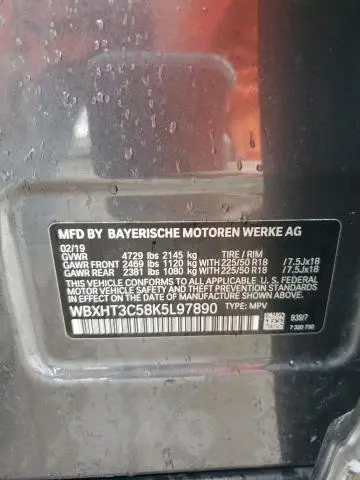 MFD BY BAYERISCHE MOTOREN WERKE AG
02/19
GVWR 4729 lbs 2145 kg TIRE / RIM
GAWR FRONT 2469 lbs 1120 kg WITH 225/50 R18 /7.5Jx18
GAWR REAR 2381 lbs 1080 kg WITH 225/50 R18 /7.5Jx18
THIS VEHICLE CONFORMS TO ALL APPLICABLE U.S. FEDERAL
MOTOR VEHICLE SAFETY, BUMPER, AND THEFT PREVENTION
STANDARDS IN EFFECT ON THE DATE OF MANUFACTURE SHOWN ABOVE.
WBXHT3C58K5L97890 TYPE: MPV
B39/7
7 320 730